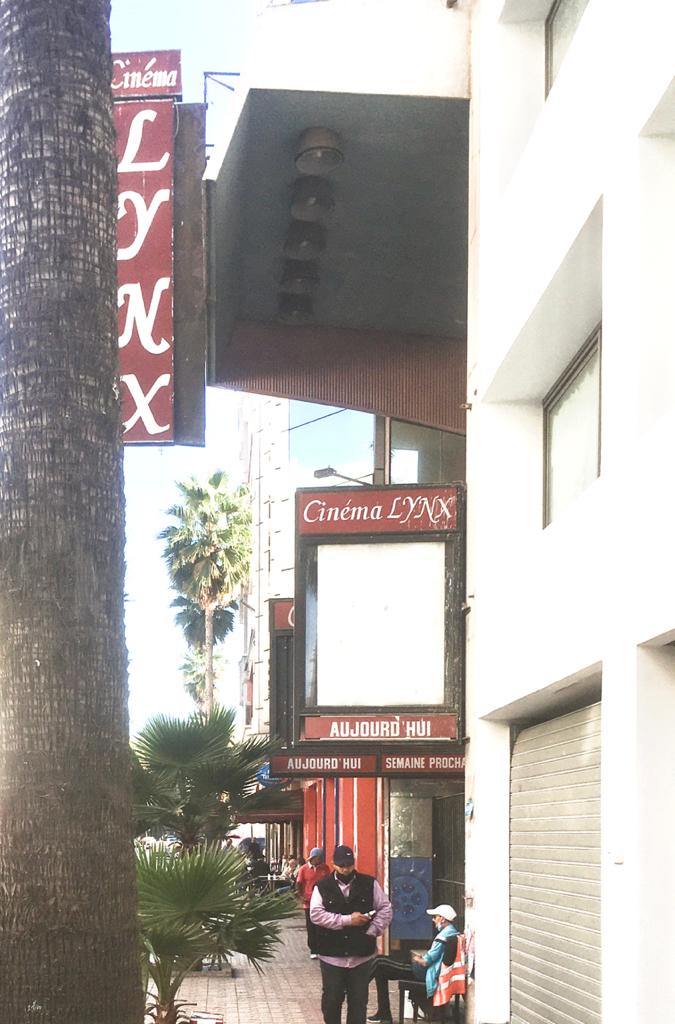 Cinéma
LYNX
Cinéma LYNX
AUJOURD'HUI
AUJOURD'HUI
SEMAINE PROCHA